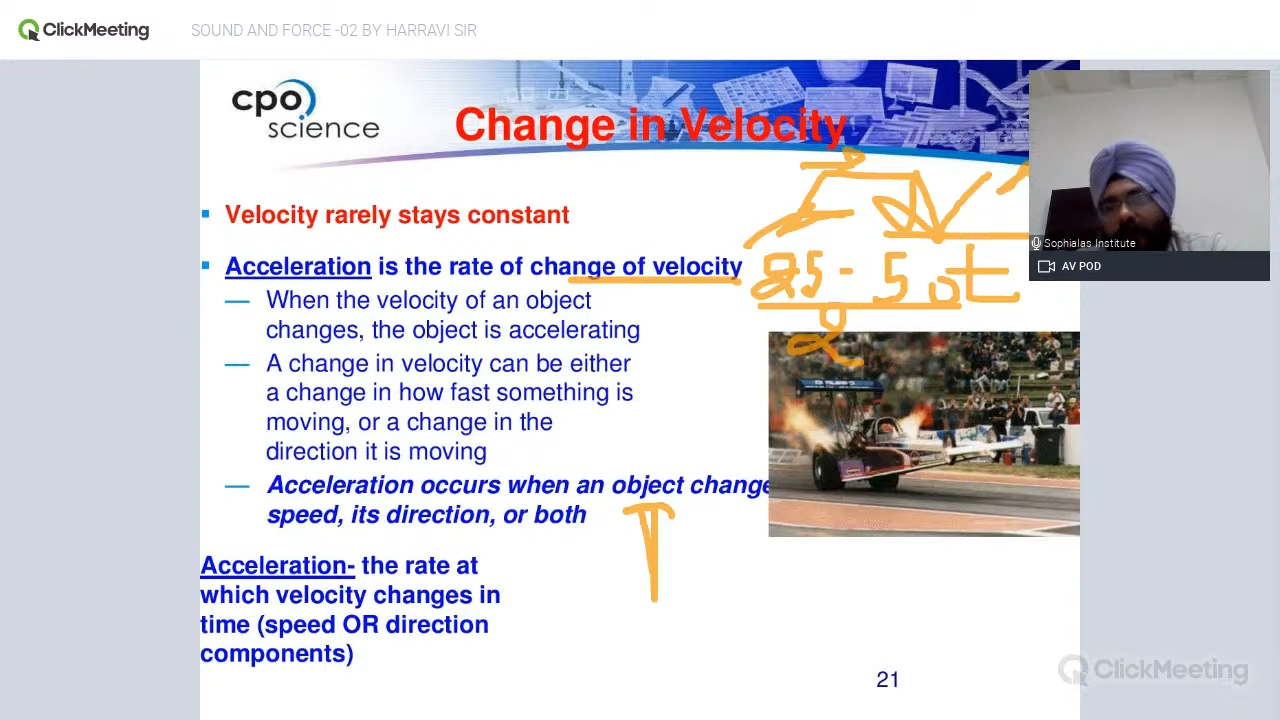 ClickMeeting
SOUND AND FORCE -02 BY HARRAVI SIR
cpo
science
Change in Velocity
Velocity rarely stays constant
Acceleration is the rate of change of velocity
— When the velocity of an object
changes, the object is accelerating
— A change in velocity can be either
a change in how fast something is
moving, or a change in the
direction it is moving
— Acceleration occurs when an object change
speed, its direction, or both
Acceleration- the rate at
which velocity changes in
time (speed OR direction
components)
25 - 5
2
Sophialas Institute
AV POD
21
ClickMeeting